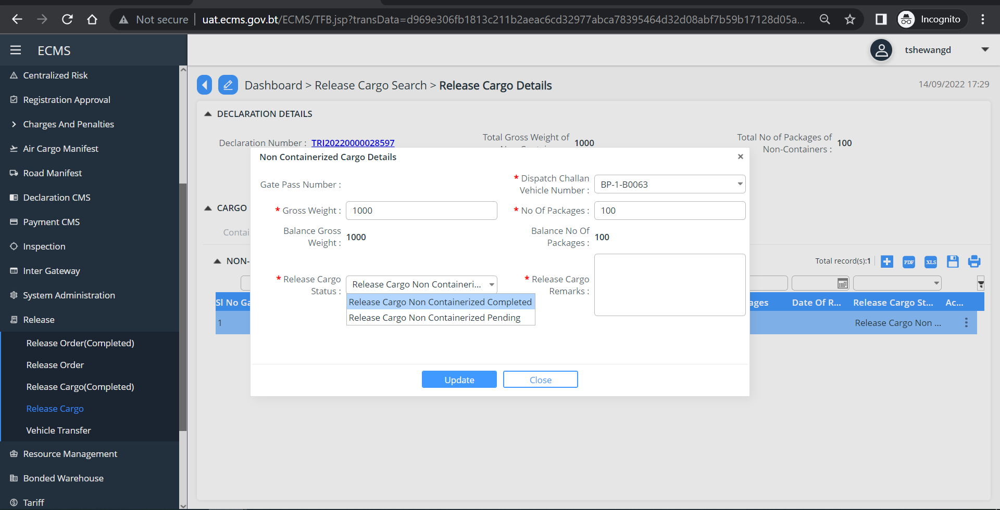 Not secure
uat.ecms.gov.bt/ECMS/TFB.jsp?transData=d969e306fb1813c211b2aeac6cd32977abca78395464d32d08abf7b59b17128d05a...
Incognito
ECMS
tshewangd
Centralized Risk
Registration Approval
Charges And Penalties
Air Cargo Manifest
Road Manifest
Declaration CMS
Payment CMS
Inspection
Inter Gateway
System Administration
Release
Release Order(Completed)
Release Order
Release Cargo(Completed)
Release Cargo
Vehicle Transfer
Resource Management
Bonded Warehouse
Tariff
Dashboard > Release Cargo Search > Release Cargo Details
14/09/2022 17:29
DECLARATION DETAILS
Declaration Number : TRI20220000028597
Total Gross Weight of
1000
Total No of Packages of
Non-Containers :
100
CARGO
Contai
NON-
Total record(s):1
PDF
XLS
Sl No Ga
ages
Date Of R...
Release Cargo St...
Ac...
1
Release Cargo Non ...
Non Containerized Cargo Details
×
Gate Pass Number :
* Dispatch Challan
Vehicle Number :
BP-1-B0063
* Gross Weight :
1000
* No Of Packages :
100
Balance Gross
Weight :
1000
Balance No Of
Packages :
100
* Release Cargo
Status :
Release Cargo Non Containeri...
Release Cargo Non Containerized Completed
Release Cargo Non Containerized Pending
* Release Cargo
Remarks :
Update
Close